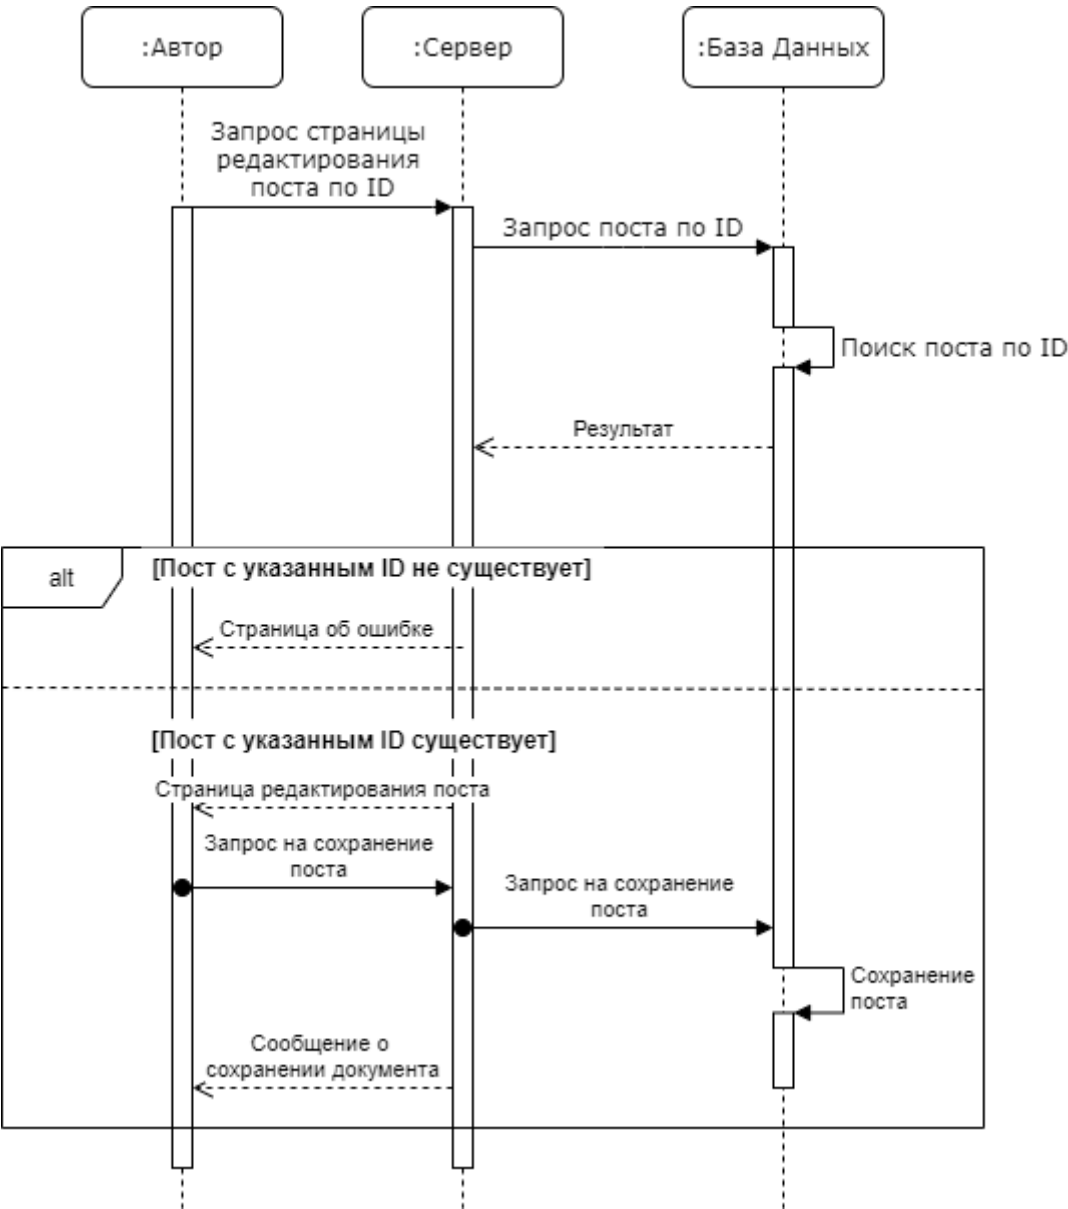 :Автор
:Сервер
:База Данных
Запрос страницы
редактирования
поста по ID
Запрос поста по ID
Поиск поста по ID
Результат
alt
[Пост с указанным ID не существует]
Страница об ошибке
[Пост с указанным ID существует]
Страница редактирования поста
Запрос на сохранение
поста
Запрос на сохранение
поста
Сохранение
поста
Сообщение о
сохранении документа